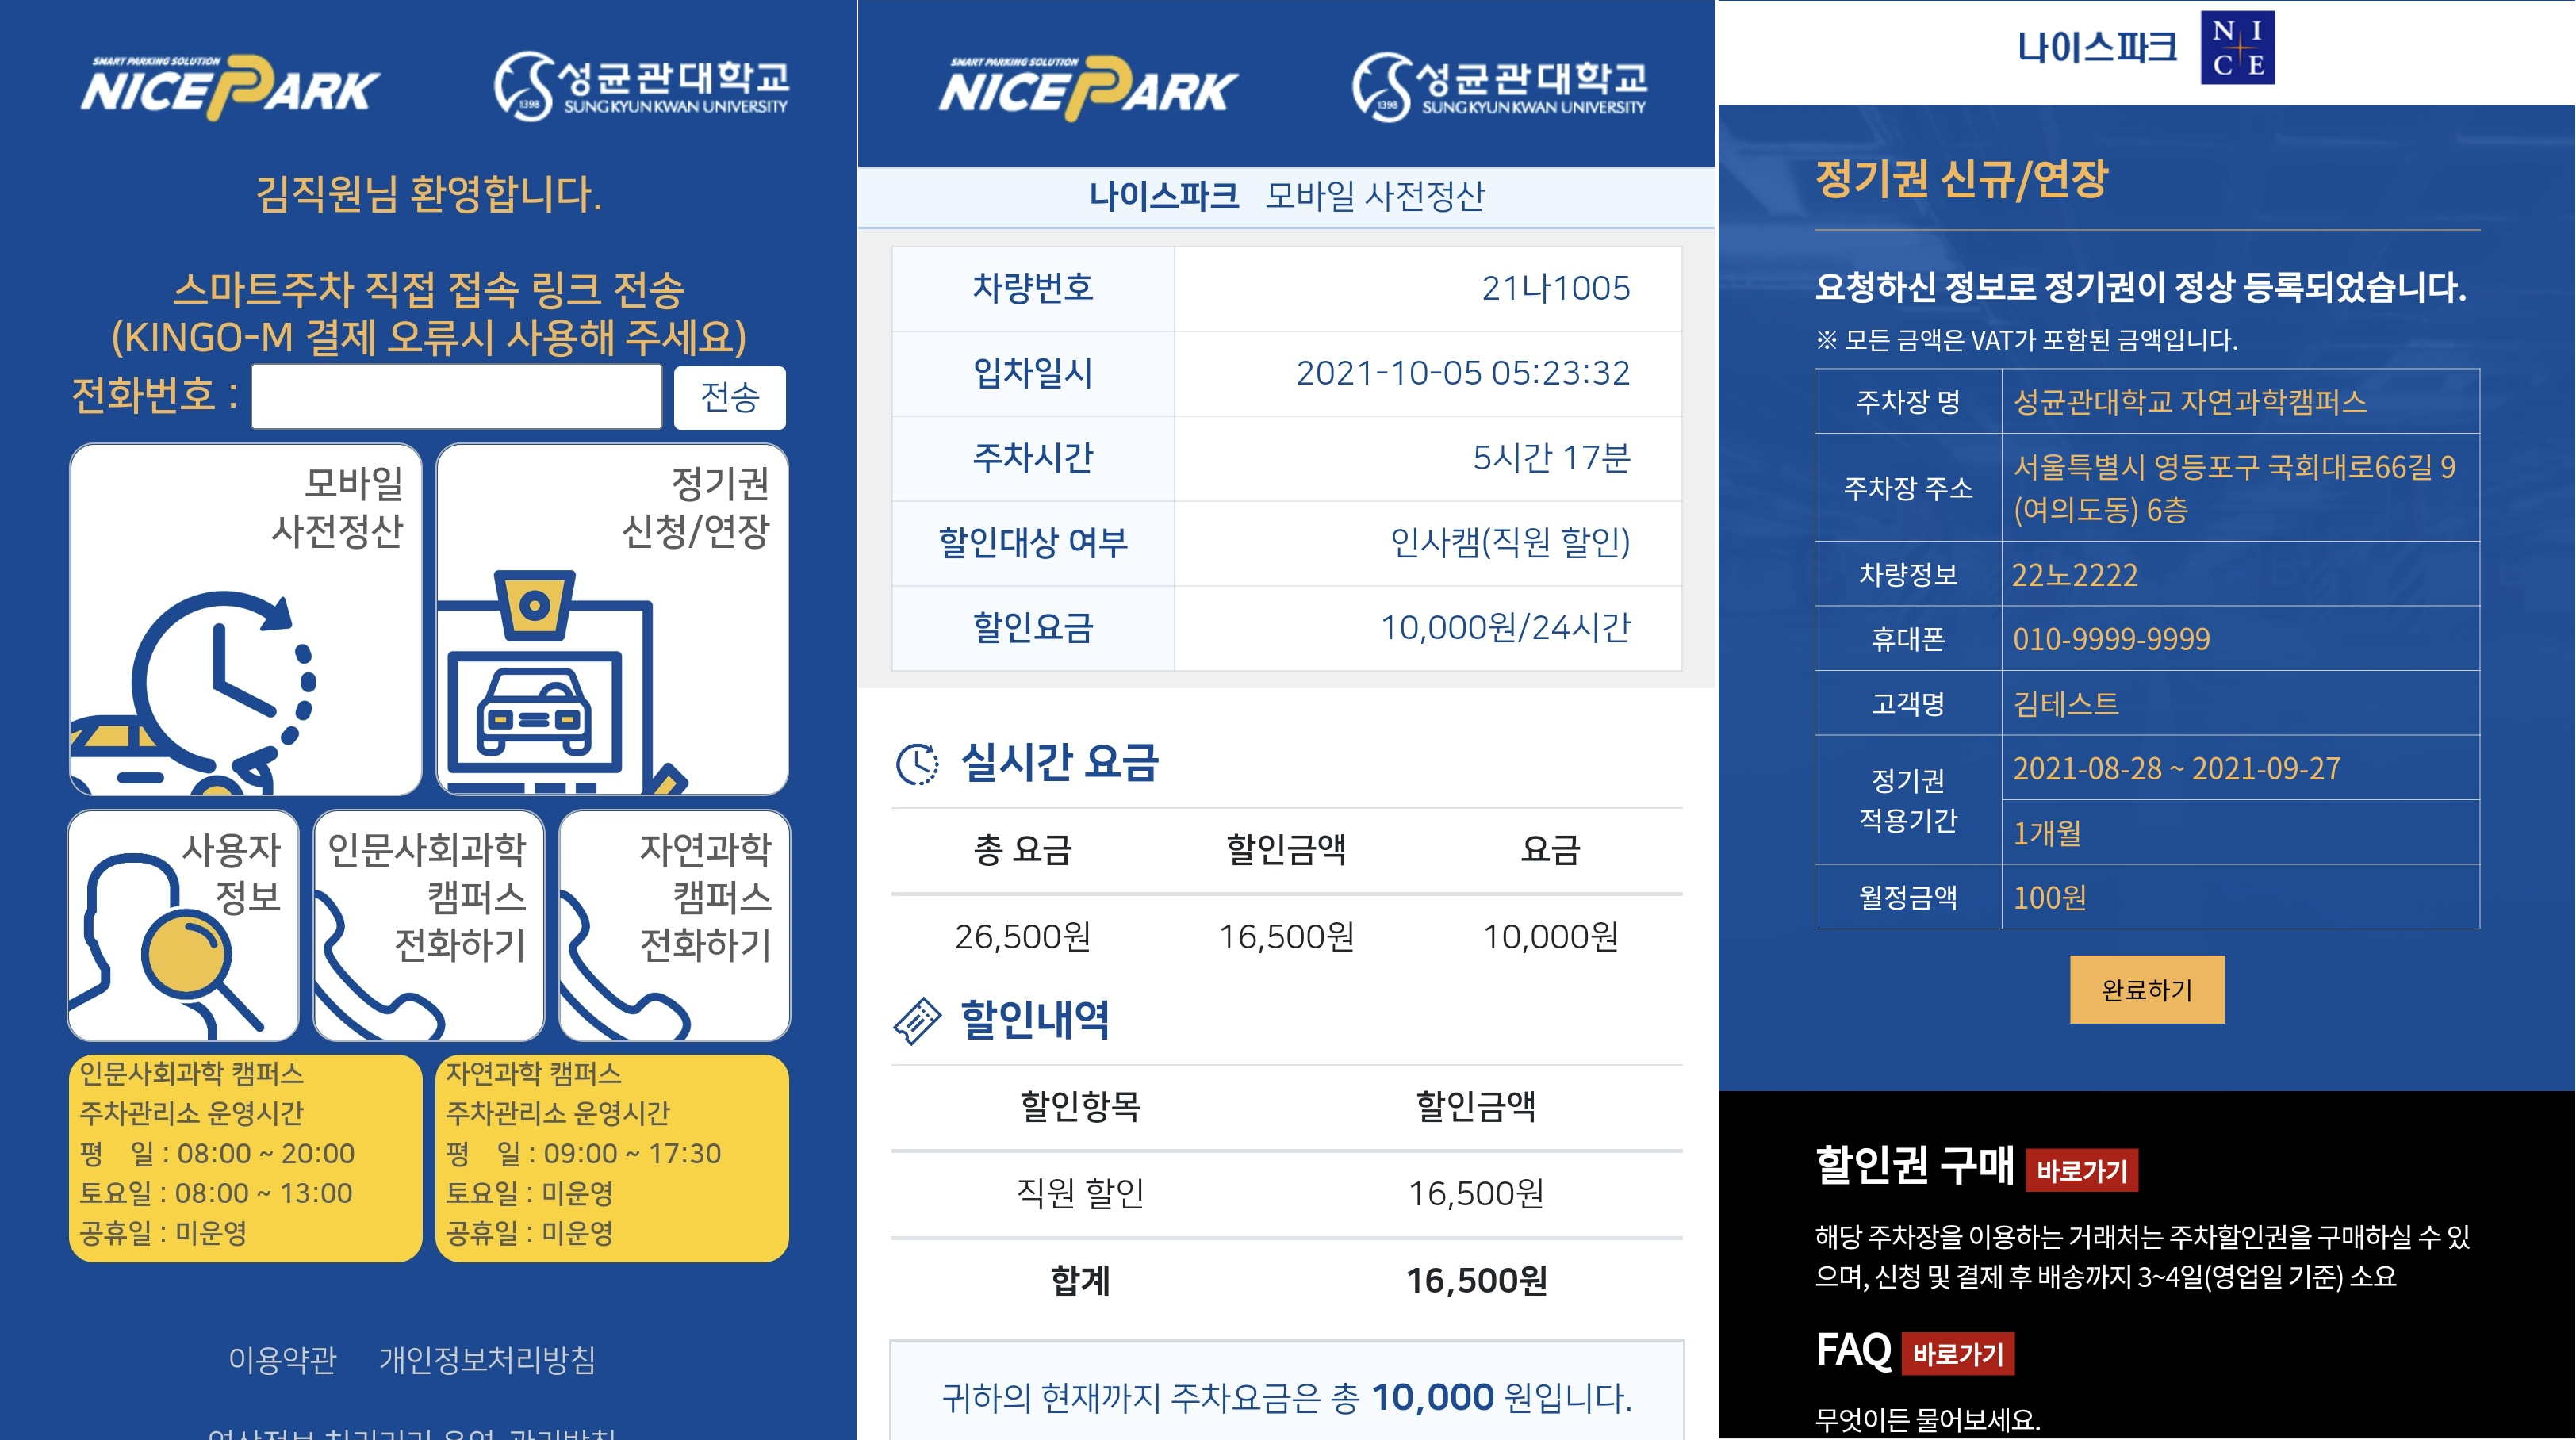 SMART PARKING SOLUTION
NICEPARK
1398
성균관대학교
SUNGKYUNKWAN UNIVERSITY
김직원님 환영합니다.
스마트주차 직접 접속 링크 전송
(KINGO-M 결제 오류시 사용해 주세요)
전화번호 :
전송
모바일
사전정산
정기권
신청/연장
사용자
정보
인문사회과학
캠퍼스
전화하기
자연과학
캠퍼스
전화하기
인문사회과학 캠퍼스
주차관리소 운영시간
평 일 : 08:00 ~ 20:00
토요일 : 08:00 ~ 13:00
공휴일 : 미운영
자연과학 캠퍼스
주차관리소 운영시간
평 일 : 09:00 ~ 17:30
토요일 : 미운영
공휴일 : 미운영
이용약관 개인정보처리방침
SMART PARKING SOLUTION
NICEPARK
1398
성균관대학교
SUNGKYUNKWAN UNIVERSITY
나이스파크 모바일 사전정산
차량번호 21나1005
입차일시 2021-10-05 05:23:32
주차시간 5시간 17분
할인대상 여부 인사캠(직원 할인)
할인요금 10,000원/24시간
실시간 요금
총 요금 할인금액 요금
26,500원 16,500원 10,000원
할인내역
할인항목 할인금액
직원 할인 16,500원
합계 16,500원
귀하의 현재까지 주차요금은 총 10,000 원입니다.
나이스파크
NICE
정기권 신규/연장
요청하신 정보로 정기권이 정상 등록되었습니다.
※ 모든 금액은 VAT가 포함된 금액입니다.
주차장 명 성균관대학교 자연과학캠퍼스
주차장 주소 서울특별시 영등포구 국회대로66길 9
(여의도동) 6층
차량정보 22노2222
휴대폰 010-9999-9999
고객명 김테스트
정기권
적용기간
2021-08-28 ~ 2021-09-27
1개월
월정금액 100원
완료하기
할인권 구매 바로가기
해당 주차장을 이용하는 거래처는 주차할인권을 구매하실 수 있
으며, 신청 및 결제 후 배송까지 3~4일(영업일 기준) 소요
FAQ 바로가기
무엇이든 물어보세요.